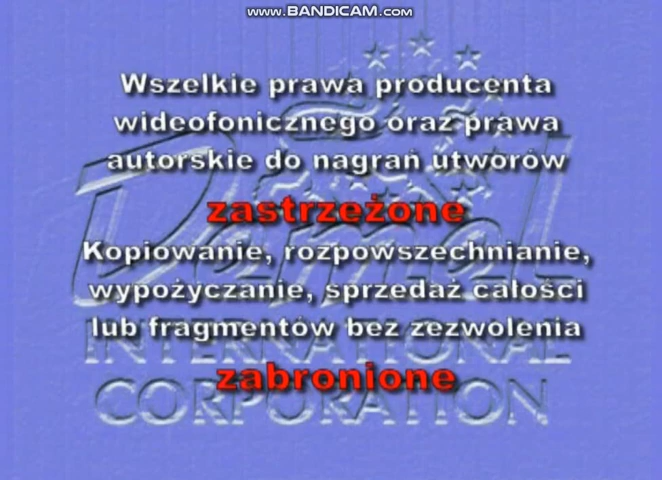 www.BANDICAM.com
Wszelkie prawa producenta
wideofonicznego oraz prawa
autorskie do nagrań utworów
zastrzeżone
Kopiowanie, rozpowszechnianie,
wypożyczanie, sprzedaż całości
lub fragmentów bez zezwolenia
INTERNATIONAL
zabronione
CORPORATION